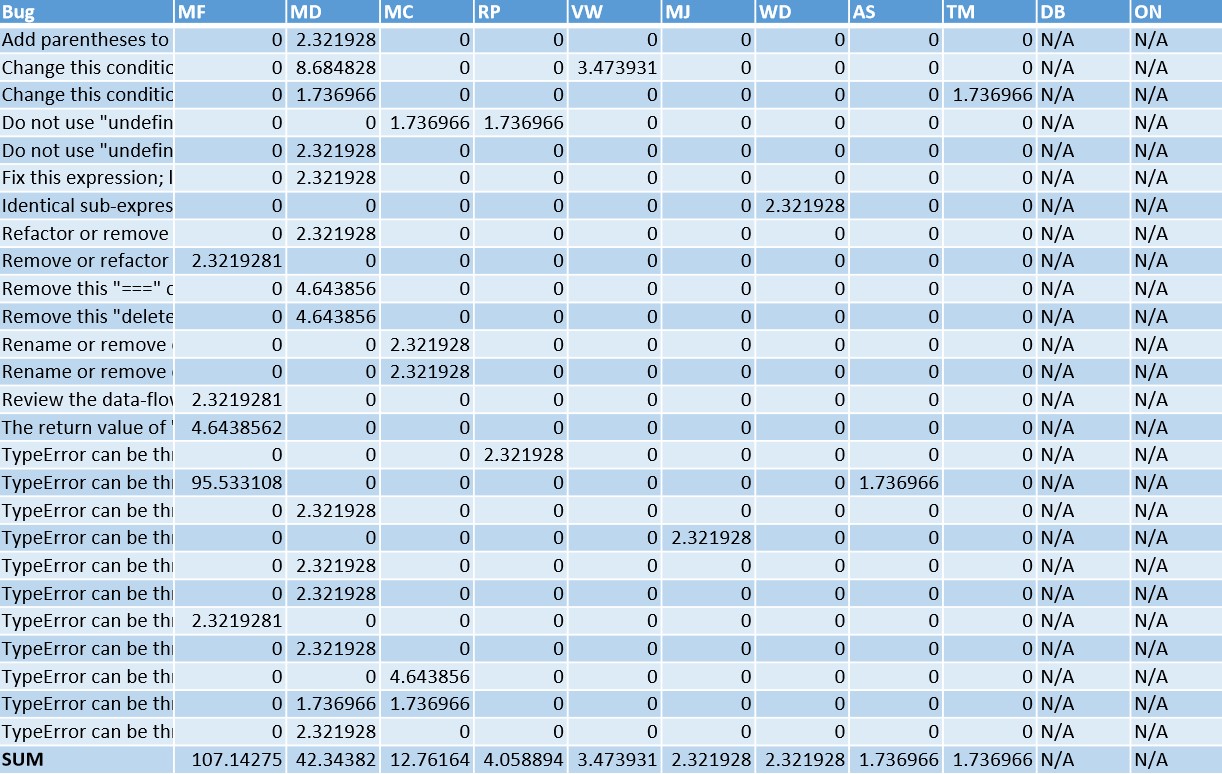 Bug MF MD MC RP VW MJ WD AS TM DB ON
Add parentheses to 0 2.321928 0 0 0 0 0 0 0 N/A N/A
Change this conditic 0 8.684828 0 0 3.473931 0 0 0 0 N/A N/A
Change this conditic 0 1.736966 0 0 0 0 0 0 1.736966 N/A N/A
Do not use "undefin 0 0 1.736966 1.736966 0 0 0 0 0 N/A N/A
Do not use "undefin 0 2.321928 0 0 0 0 0 0 0 N/A N/A
Fix this expression; l 0 2.321928 0 0 0 0 0 0 0 N/A N/A
Identical sub-expres 0 0 0 0 0 0 2.321928 0 0 N/A N/A
Refactor or remove 0 2.321928 0 0 0 0 0 0 0 N/A N/A
Remove or refactor 2.3219281 0 0 0 0 0 0 0 0 N/A N/A
Remove this "===" c 0 4.643856 0 0 0 0 0 0 0 N/A N/A
Remove this "delete 0 4.643856 0 0 0 0 0 0 0 N/A N/A
Rename or remove 0 0 2.321928 0 0 0 0 0 0 N/A N/A
Rename or remove 0 0 2.321928 0 0 0 0 0 0 N/A N/A
Review the data-flov 2.3219281 0 0 0 0 0 0 0 0 N/A N/A
The return value of ' 4.6438562 0 0 0 0 0 0 0 0 N/A N/A
TypeError can be thr 0 0 0 2.321928 0 0 0 0 0 N/A N/A
TypeError can be thr 95.533108 0 0 0 0 0 0 1.736966 0 N/A N/A
TypeError can be thr 0 2.321928 0 0 0 0 0 0 0 N/A N/A
TypeError can be thr 0 0 0 0 0 2.321928 0 0 0 N/A N/A
TypeError can be thr 0 2.321928 0 0 0 0 0 0 0 N/A N/A
TypeError can be thr 0 2.321928 0 0 0 0 0 0 0 N/A N/A
TypeError can be thr 2.3219281 0 0 0 0 0 0 0 0 N/A N/A
TypeError can be thr 0 2.321928 0 0 0 0 0 0 0 N/A N/A
TypeError can be thr 0 0 4.643856 0 0 0 0 0 0 N/A N/A
TypeError can be thr 0 1.736966 1.736966 0 0 0 0 0 0 N/A N/A
TypeError can be thr 0 2.321928 0 0 0 0 0 0 0 N/A N/A
SUM 107.14275 42.34382 12.76164 4.058894 3.473931 2.321928 2.321928 1.736966 1.736966 N/A N/A